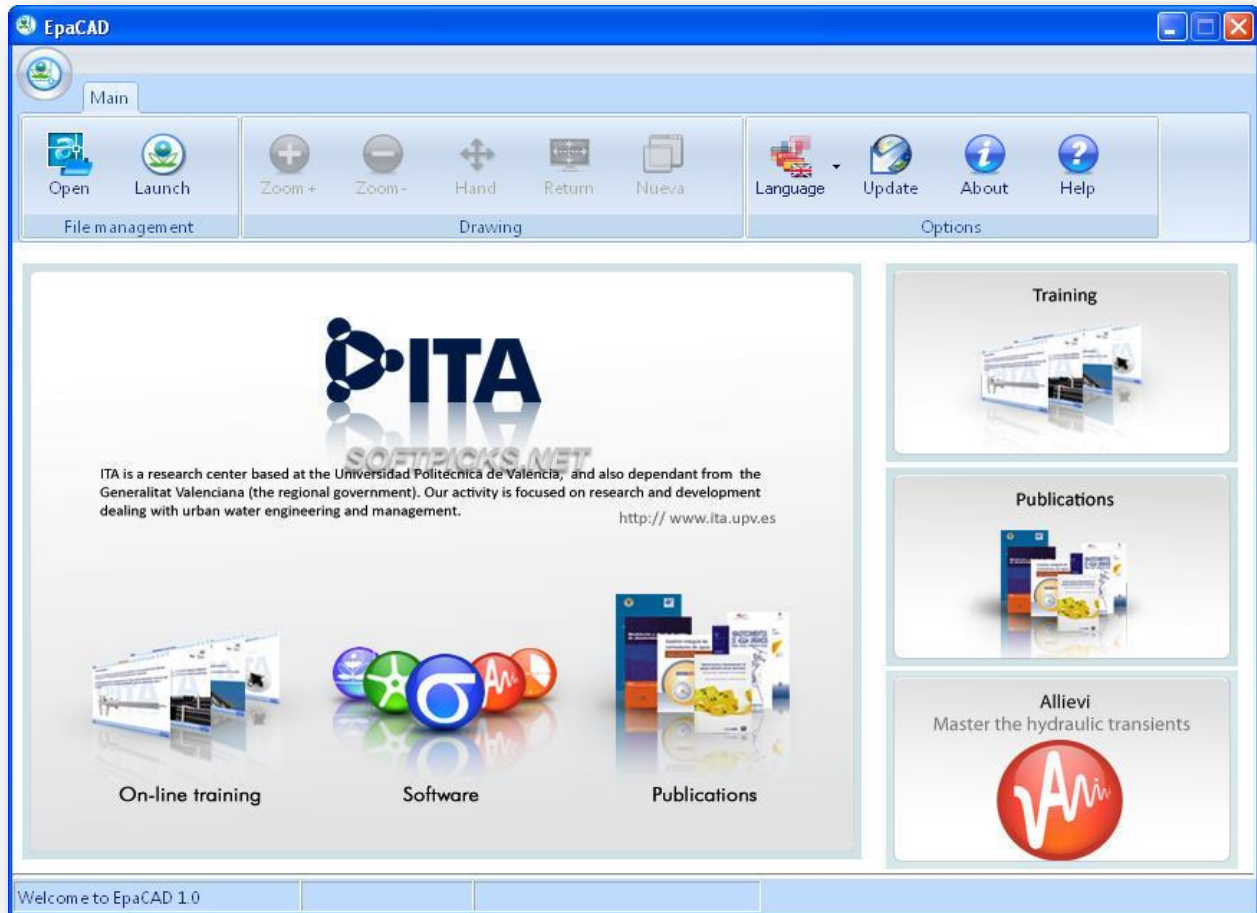 EpaCAD
Main
Open
Launch
Zoom +
Zoom -
Hand
Return
Nueva
Language
Update
About
Help
File management
Drawing
Options
ITA
SOFTPICKS.NET
ITA is a research center based at the Universidad Politécnica de Valencia, and also dependant from the
Generalitat Valenciana (the regional government). Our activity is focused on research and development
dealing with urban water engineering and management.
http:// www.ita.upv.es
On-line training
Software
Publications
Training
Publications
Allievi
Master the hydraulic transients
Welcome to EpaCAD 1.0